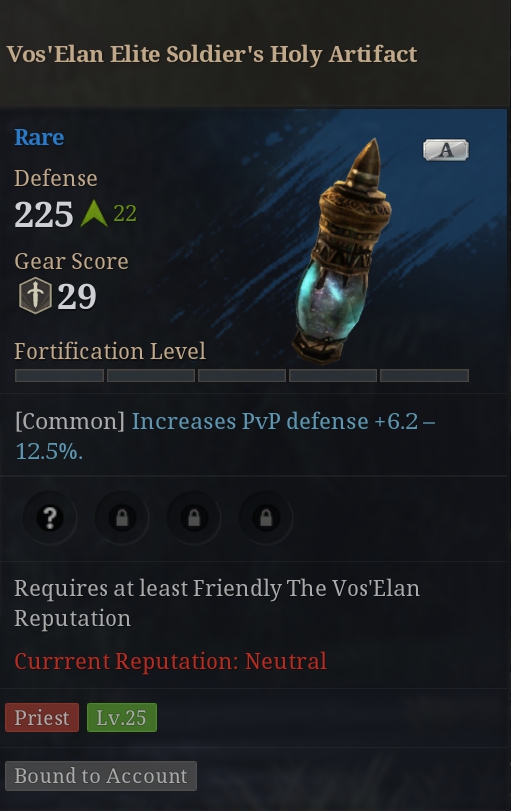 Vos'Elan Elite Soldier's Holy Artifact
Rare
A
Defense
225 22
Gear Score
29
Fortification Level
[Common] Increases PvP defense +6.2 –
12.5%.
?
Requires at least Friendly The Vos'Elan
Reputation
Currrent Reputation: Neutral
Priest Lv.25
Bound to Account